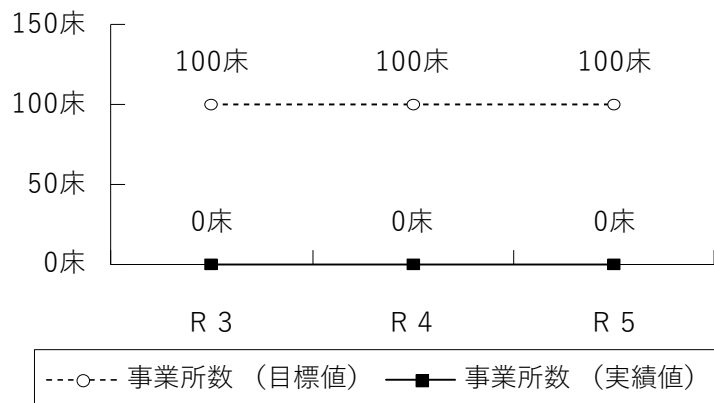 150床
100床 100床 100床
100床
50床
0床 0床 0床
0床
R 3 R 4 R 5
事業所数 （目標値） 事業所数 （実績値）